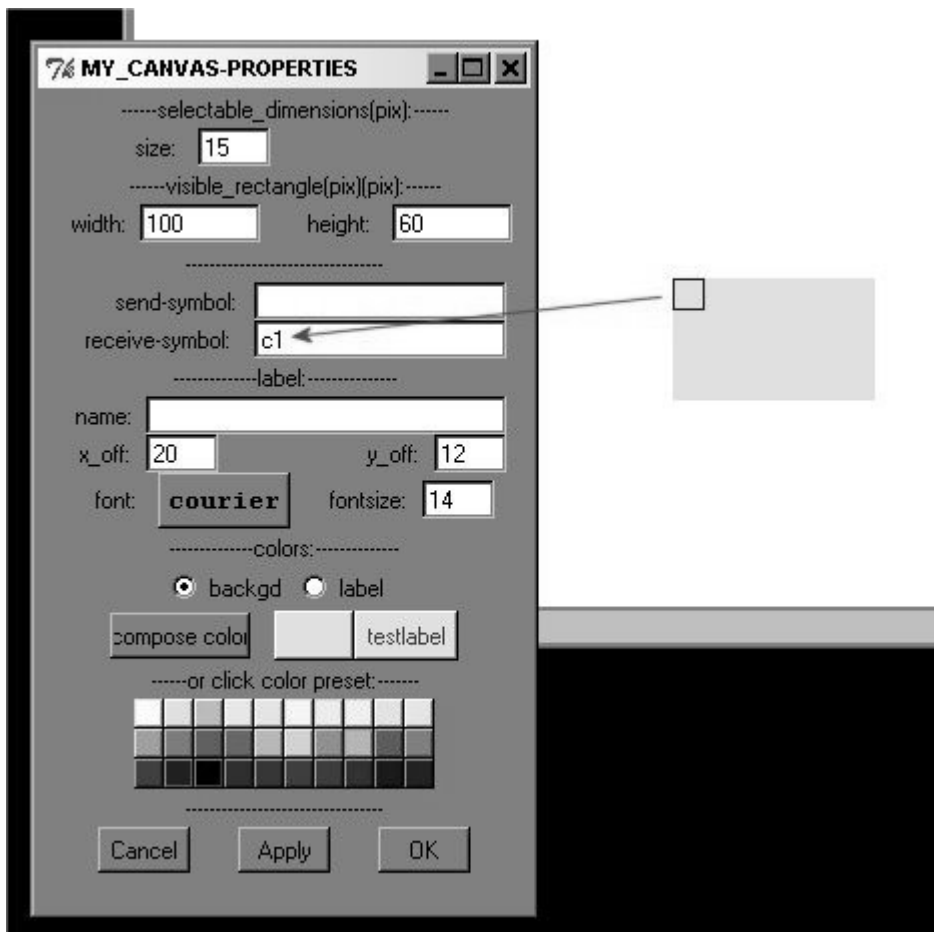 MY_CANVAS-PROPERTIES
------selectable_dimensions(pix):------
size: 15
------visible_rectangle(pix)(pix):------
width: 100 height: 60
send-symbol:
receive-symbol: c1
--------------label:---------------
name:
x_off: 20 y_off: 12
font: courier fontsize: 14
--------------colors:--------------
backgd label
compose color testlabel
------or click color preset:-------
Cancel Apply OK